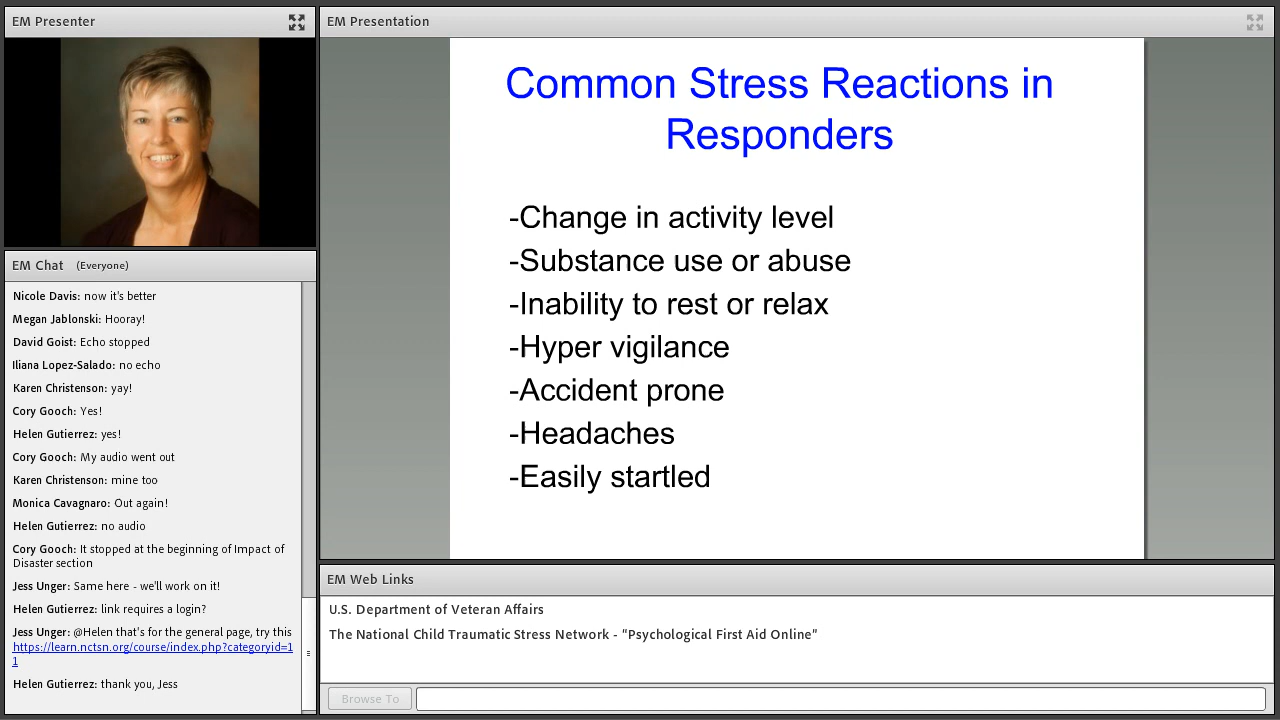 EM Presenter
EM Chat (Everyone)
Nicole Davis: now it's better
Megan Jablonski: Hooray!
David Goist: Echo stopped
Iliana Lopez-Salado: no echo
Karen Christenson: yay!
Cory Gooch: Yes!
Helen Gutierrez: yes!
Cory Gooch: My audio went out
Karen Christenson: mine too
Monica Cavagnaro: Out again!
Helen Gutierrez: no audio
Cory Gooch: It stopped at the beginning of Impact of
Disaster section
Jess Unger: Same here - we'll work on it!
Helen Gutierrez: link requires a login?
Jess Unger: @Helen that's for the general page, try this
https://learn.nctsn.org/course/index.php?categoryid=1
1
Helen Gutierrez: thank you, Jess
EM Presentation
Common Stress Reactions in
Responders
-Change in activity level
-Substance use or abuse
-Inability to rest or relax
-Hyper vigilance
-Accident prone
-Headaches
-Easily startled
EM Web Links
U.S. Department of Veteran Affairs
The National Child Traumatic Stress Network - "Psychological First Aid Online"
Browse To